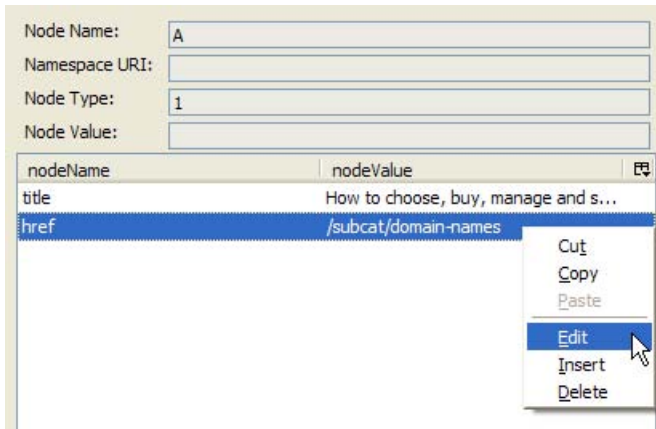 Node Name: A
Namespace URI:
Node Type: 1
Node Value:
nodeName nodeValue
title How to choose, buy, manage and s...
href /subcat/domain-names
Cut
Copy
Paste
Edit
Insert
Delete